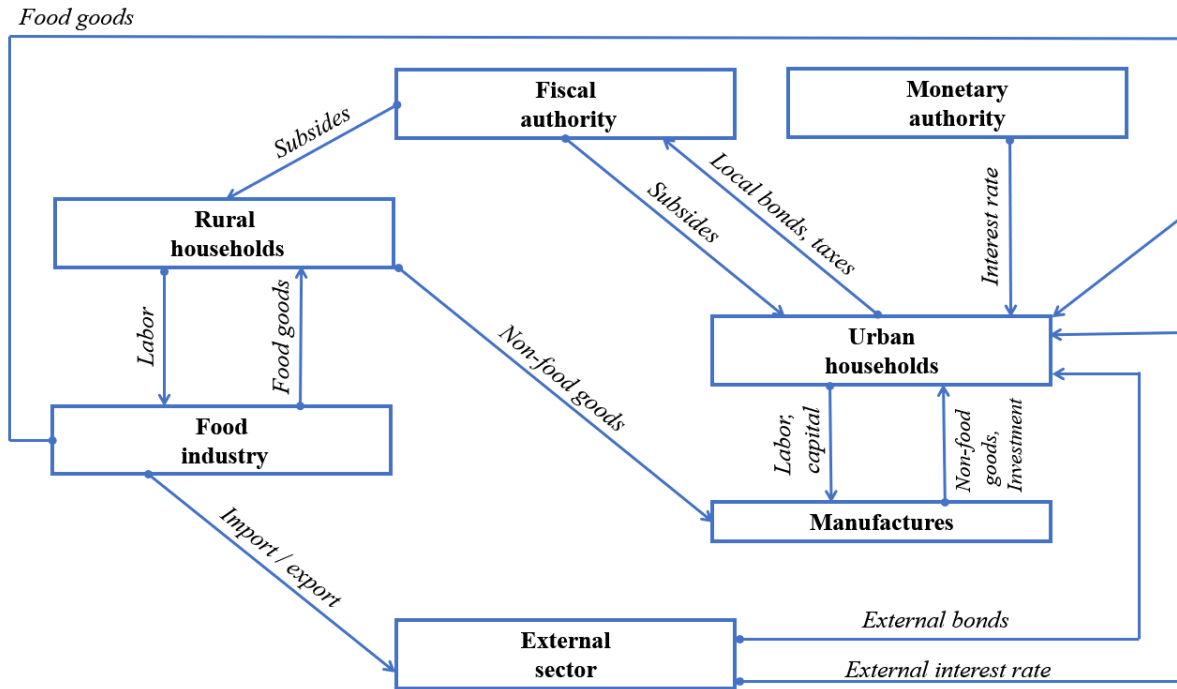 Food goods
Fiscal
authority
Monetary
authority
Subsides
Subsides
Local bonds, taxes
Interest rate
Rural
households
Labor
Food goods
Non-food goods
Urban
households
Food
industry
Labor,
capital
Non-food
goods,
Investment
Manufactures
Import / export
External
sector
External bonds
External interest rate